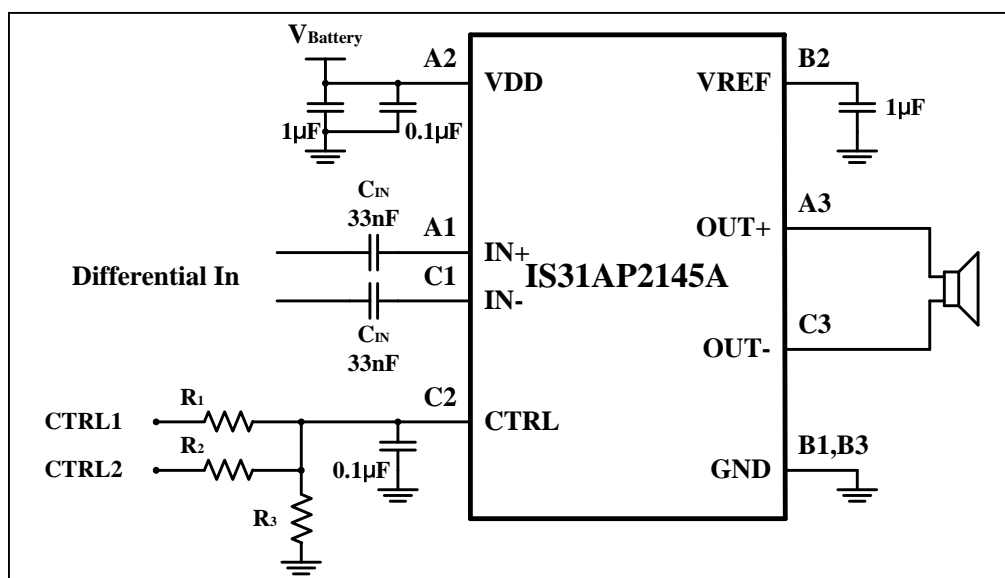 VBattery
A2
VDD
1µF
0.1µF
B2
VREF
1µF
CIN
33nF
A1
IN+
Differential In
C1
IN-
CIN
33nF
IS31AP2145A
A3
OUT+
C3
OUT-
CTRL1
R1
C2
CTRL
CTRL2
R2
0.1µF
R3
B1,B3
GND